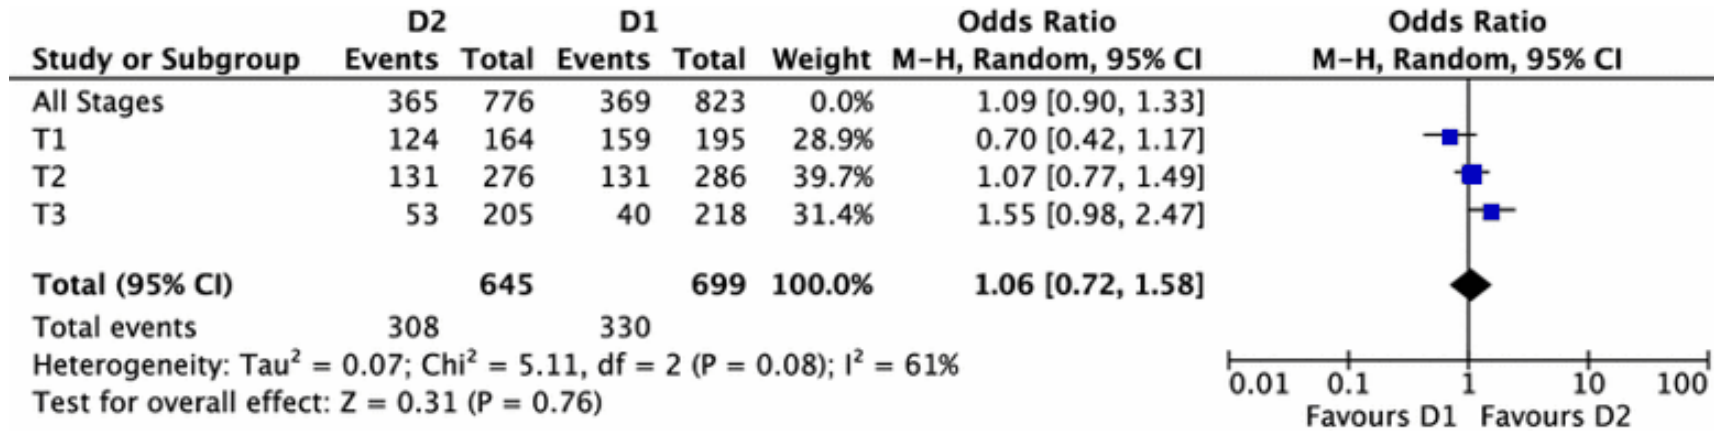 D2 D1 Odds Ratio Odds Ratio
Study or Subgroup Events Total Events Total Weight M-H, Random, 95% CI M-H, Random, 95% CI
All Stages 365 776 369 823 0.0% 1.09 [0.90, 1.33]
T1 124 164 159 195 28.9% 0.70 [0.42, 1.17]
T2 131 276 131 286 39.7% 1.07 [0.77, 1.49]
T3 53 205 40 218 31.4% 1.55 [0.98, 2.47]
Total (95% CI) 645 699 100.0% 1.06 [0.72, 1.58]
Total events 308 330
Heterogeneity: Tau² = 0.07; Chi² = 5.11, df = 2 (P = 0.08); I² = 61%
Test for overall effect: Z = 0.31 (P = 0.76)
0.01 0.1 1 10 100
Favours D1 Favours D2